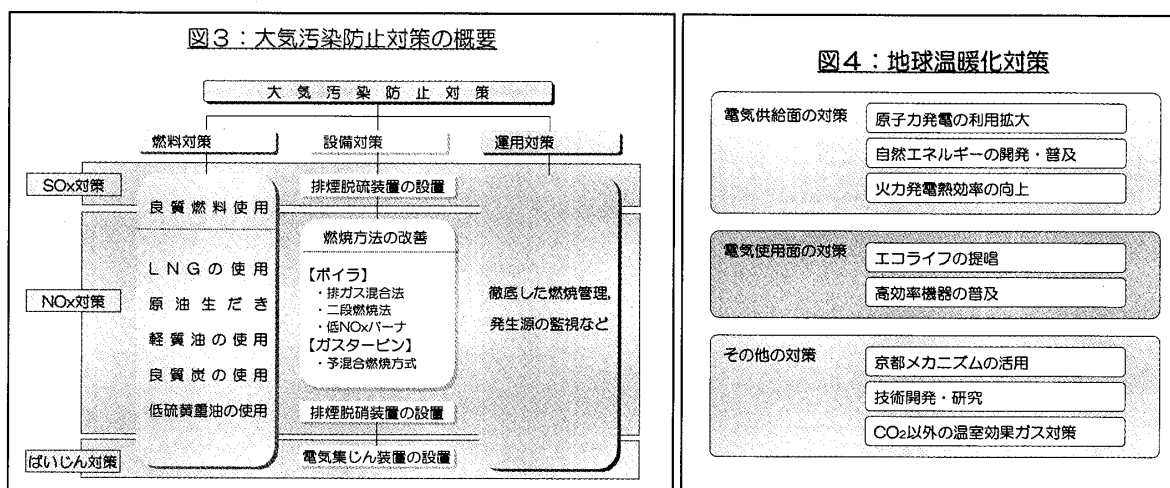 図3：大気汚染防止対策の概要
大気汚染防止対策
燃料対策
設備対策
運用対策
SOx対策
NOx対策
ばいじん対策
良質燃料使用
LNGの使用
原油生だき
軽質油の使用
良質炭の使用
低硫黄重油の使用
排煙脱硫装置の設置
燃焼方法の改善
【ボイラ】
・排ガス混合法
・二段燃焼法
・低NOxバーナ
【ガスタービン】
・予混合燃焼方式
排煙脱硝装置の設置
電気集じん装置の設置
徹底した燃焼管理,
発生源の監視など
図4：地球温暖化対策
電気供給面の対策
原子力発電の利用拡大
自然エネルギーの開発・普及
火力発電熱効率の向上
電気使用面の対策
エコライフの提唱
高効率機器の普及
その他の対策
京都メカニズムの活用
技術開発・研究
CO₂以外の温室効果ガス対策